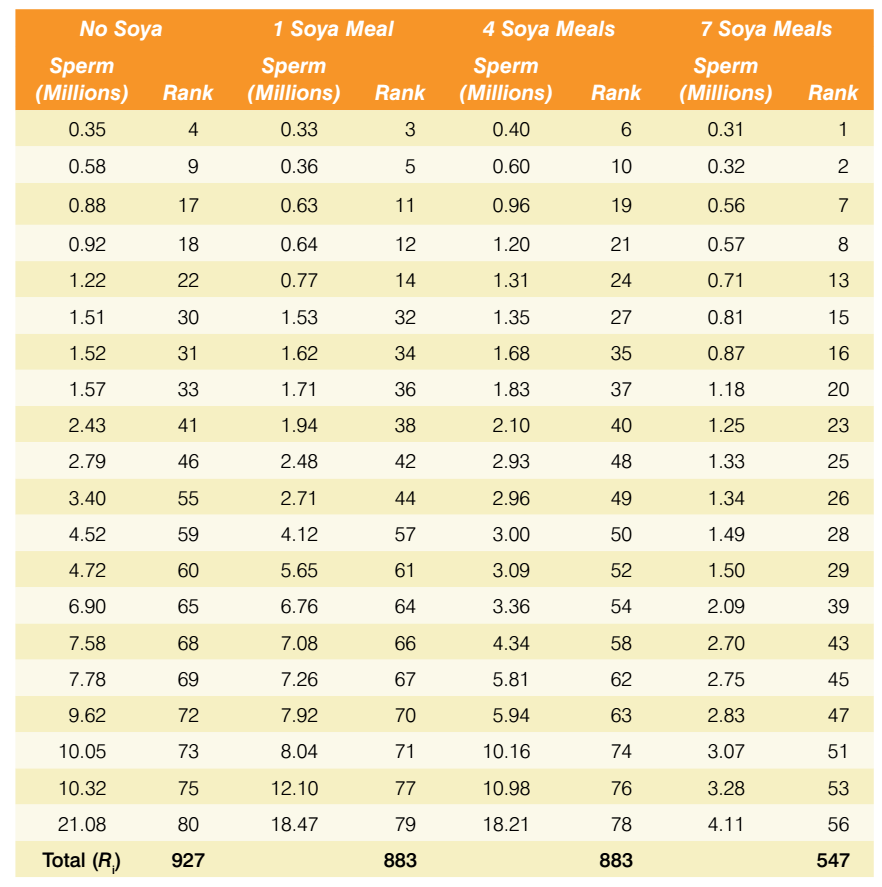 No Soya 1 Soya Meal 4 Soya Meals 7 Soya Meals
Sperm Sperm Sperm Sperm
(Millions) Rank (Millions) Rank (Millions) Rank (Millions) Rank
0.35 4 0.33 3 0.40 6 0.31 1
0.58 9 0.36 5 0.60 10 0.32 2
0.88 17 0.63 11 0.96 19 0.56 7
0.92 18 0.64 12 1.20 21 0.57 8
1.22 22 0.77 14 1.31 24 0.71 13
1.51 30 1.53 32 1.35 27 0.81 15
1.52 31 1.62 34 1.68 35 0.87 16
1.57 33 1.71 36 1.83 37 1.18 20
2.43 41 1.94 38 2.10 40 1.25 23
2.79 46 2.48 42 2.93 48 1.33 25
3.40 55 2.71 44 2.96 49 1.34 26
4.52 59 4.12 57 3.00 50 1.49 28
4.72 60 5.65 61 3.09 52 1.50 29
6.90 65 6.76 64 3.36 54 2.09 39
7.58 68 7.08 66 4.34 58 2.70 43
7.78 69 7.26 67 5.81 62 2.75 45
9.62 72 7.92 70 5.94 63 2.83 47
10.05 73 8.04 71 10.16 74 3.07 51
10.32 75 12.10 77 10.98 76 3.28 53
21.08 80 18.47 79 18.21 78 4.11 56
Total (Ri) 927 883 883 547